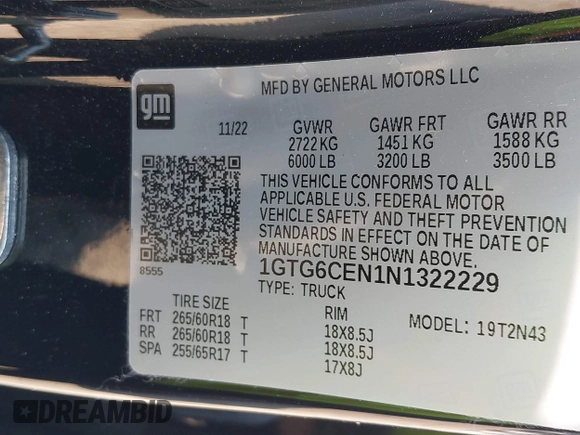 MFD BY GENERAL MOTORS LLC
gm
11/22 GVWR GAWR FRT GAWR RR
2722 KG 1451 KG 1588 KG
6000 LB 3200 LB 3500 LB
THIS VEHICLE CONFORMS TO ALL
APPLICABLE U.S. FEDERAL MOTOR
VEHICLE SAFETY AND THEFT PREVENTION
STANDARDS IN EFFECT ON THE DATE OF
MANUFACTURE SHOWN ABOVE.
8555
1GTG6CEN1N1322229
TYPE: TRUCK
TIRE SIZE RIM MODEL: 19T2N43
FRT 265/60R18 T 18X8.5J
RR 265/60R18 T 18X8.5J
SPA 255/65R17 T 17X8J
DREAMBID